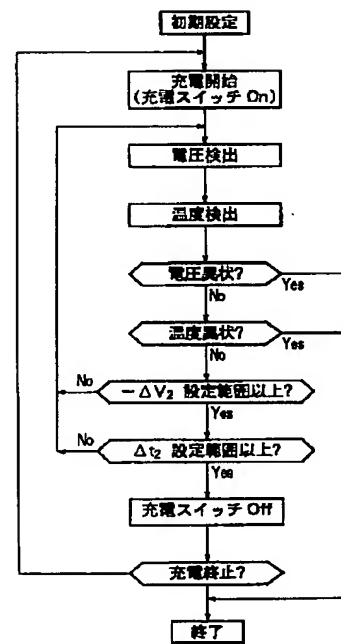 初期設定
充電開始
(充電スイッチ On)
電圧検出
温度検出
電圧異状?
Yes
No
温度異状?
Yes
No
－ΔV₂ 設定範囲以上?
No
Yes
Δt₂ 設定範囲以上?
No
Yes
充電スイッチ Off
充電終止?
終了